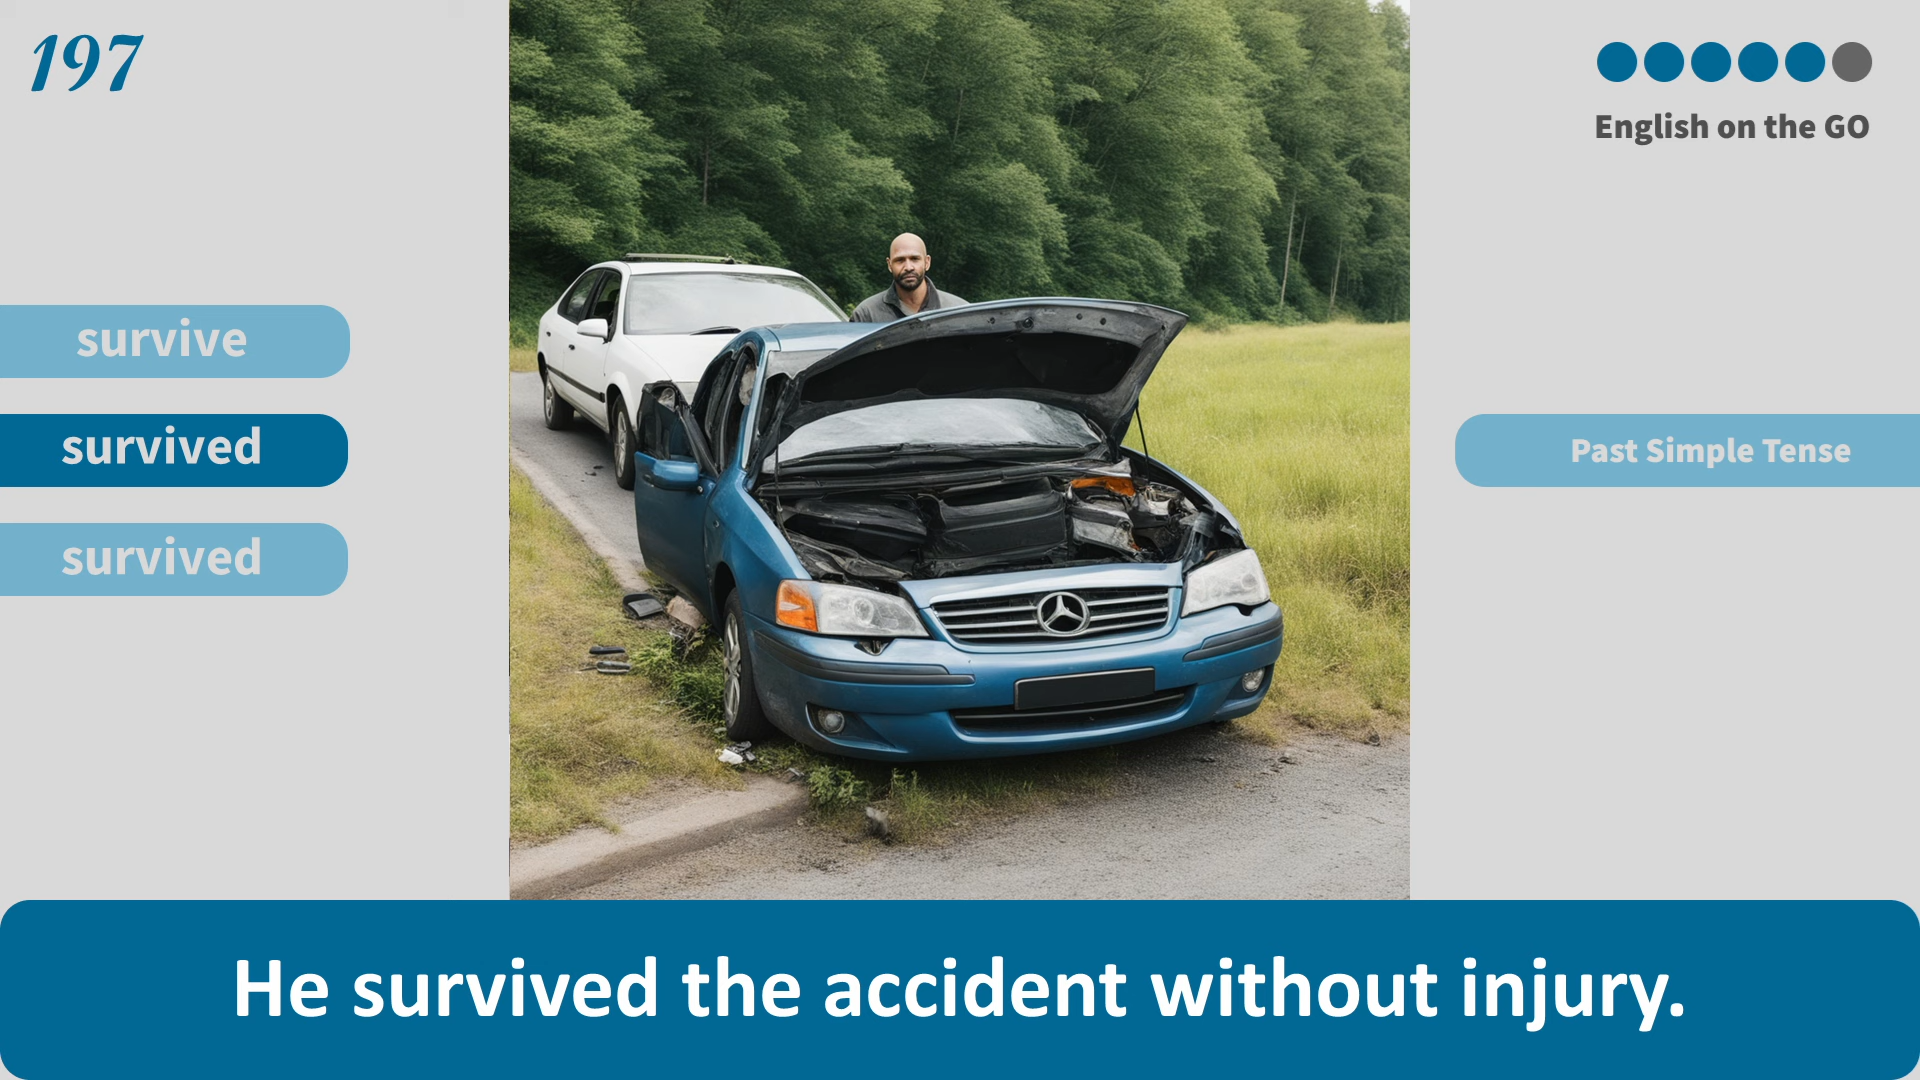 197
English on the GO
survive
survived
survived
Past Simple Tense
He survived the accident without injury.